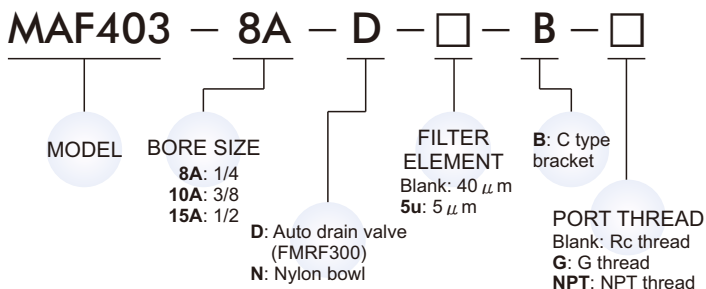 MAF403 – 8A – D – □ – B – □
MODEL
BORE SIZE
8A: 1/4
10A: 3/8
15A: 1/2
D: Auto drain valve
(FMRF300)
N: Nylon bowl
FILTER
ELEMENT
Blank: 40 μm
5u: 5 μm
B: C type
bracket
PORT THREAD
Blank: Rc thread
G: G thread
NPT: NPT thread